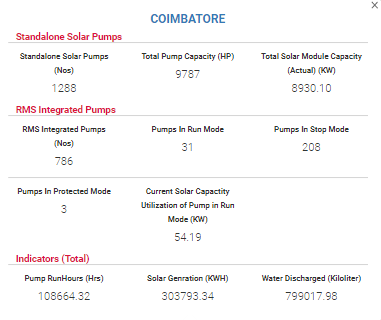 ×
COIMBATORE
Standalone Solar Pumps
Standalone Solar Pumps Total Pump Capacity (HP) Total Solar Module Capacity
(Nos) (Actual) (KW)
1288 9787 8930.10
RMS Integrated Pumps
RMS Integrated Pumps Pumps In Run Mode Pumps In Stop Mode
(Nos)
786 31 208
Pumps In Protected Mode Current Solar Capactity
Utilization of Pump in Run
Mode (KW)
3 54.19
Indicators (Total)
Pump RunHours (Hrs) Solar Genration (KWH) Water Discharged (Kiloliter)
108664.32 303793.34 799017.98